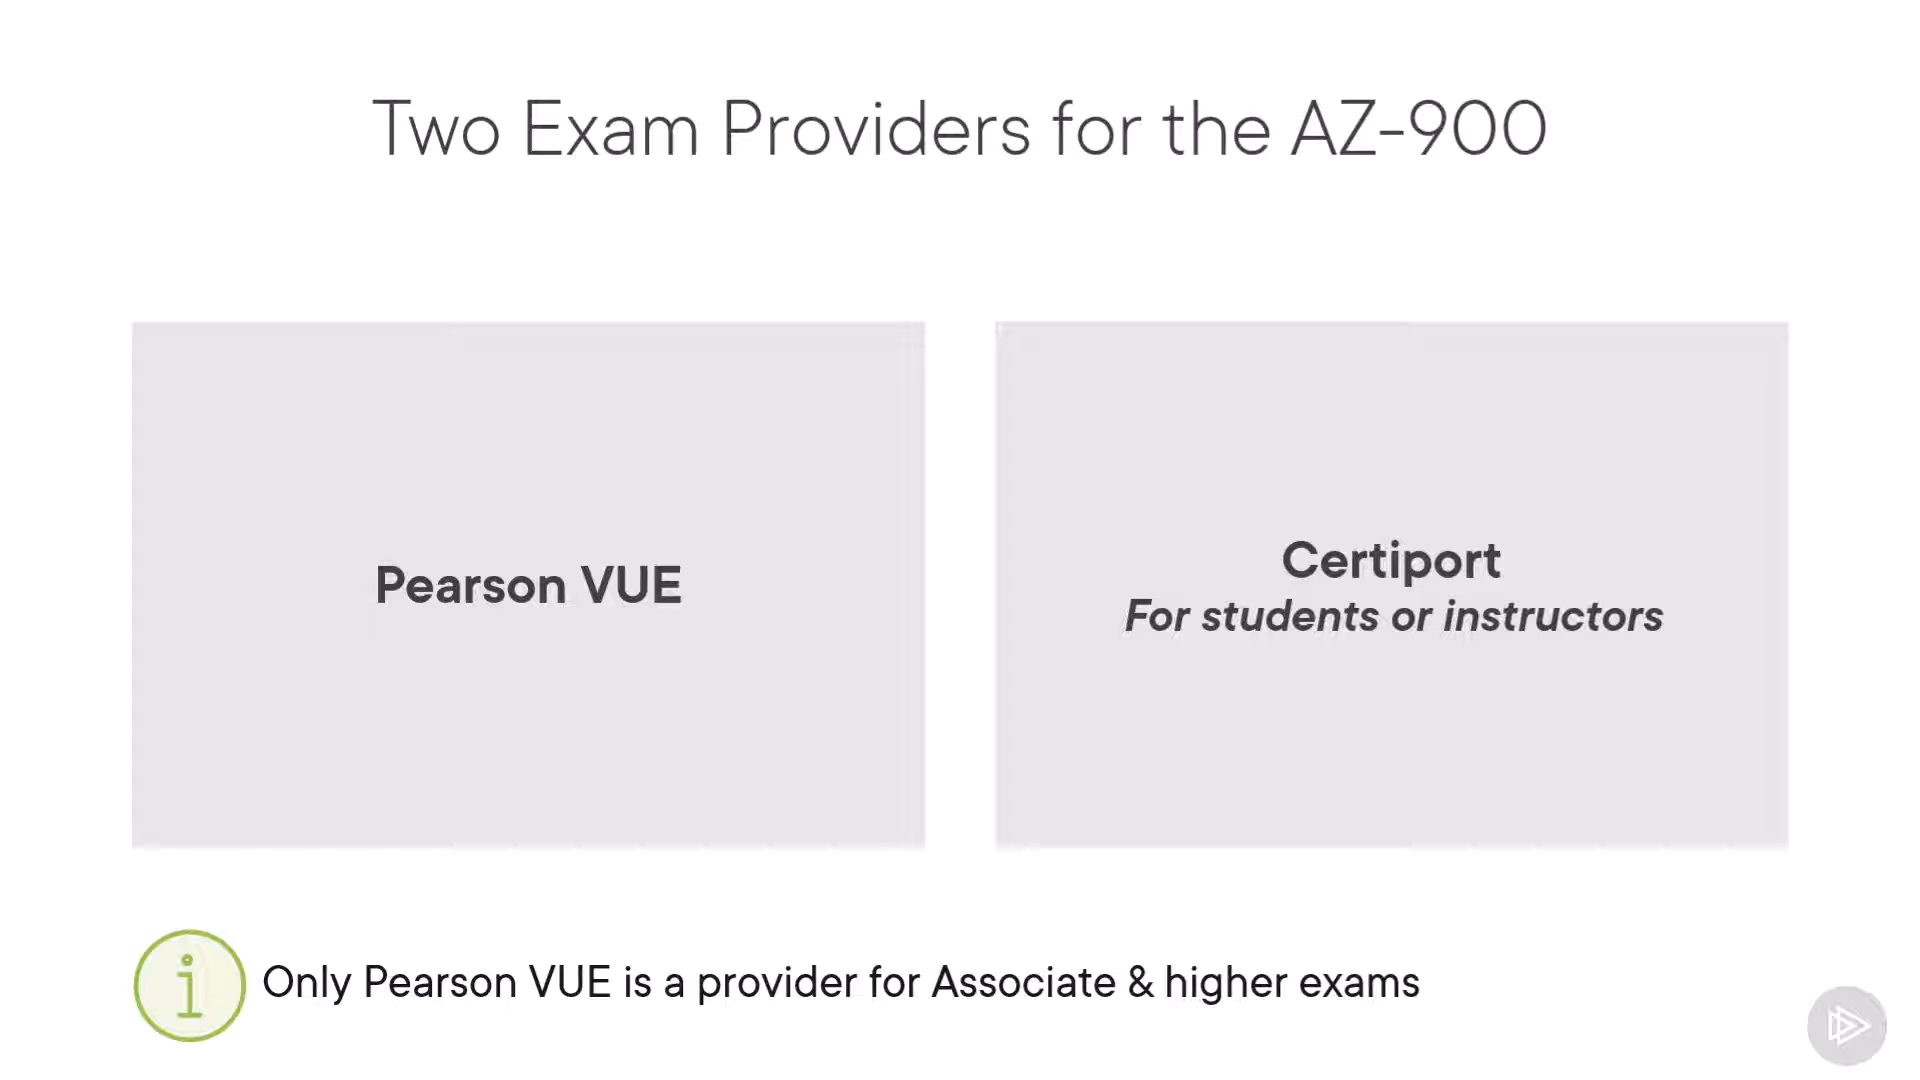 Two Exam Providers for the AZ-900
Pearson VUE
Certiport
For students or instructors
Only Pearson VUE is a provider for Associate & higher exams